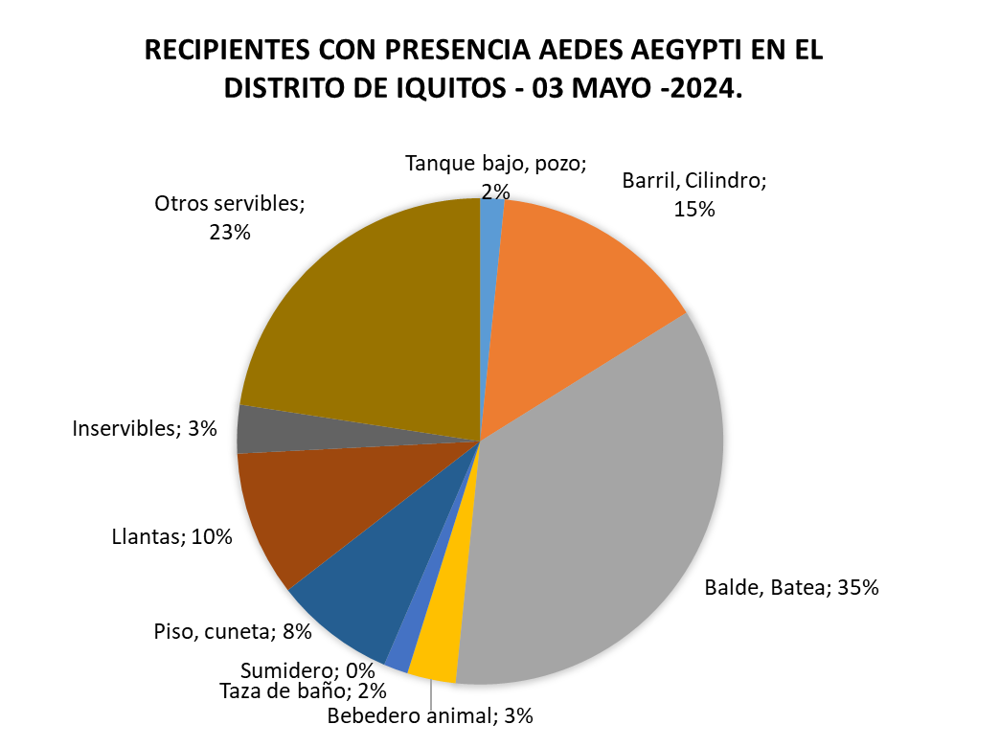 RECIPIENTES CON PRESENCIA AEDES AEGYPTI EN EL
DISTRITO DE IQUITOS - 03 MAYO -2024.
Tanque bajo, pozo;
2%
Barril, Cilindro;
15%
Otros servibles;
23%
Inservibles; 3%
Llantas; 10%
Balde, Batea; 35%
Piso, cuneta; 8%
Sumidero; 0%
Taza de baño; 2%
Bebedero animal; 3%